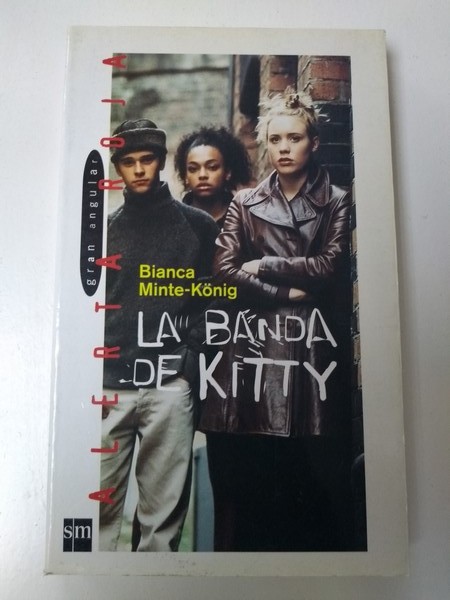 ALERTA ROJA
gran angular
Bianca
Minte-König
LA BANDA
DE KITTY
sm